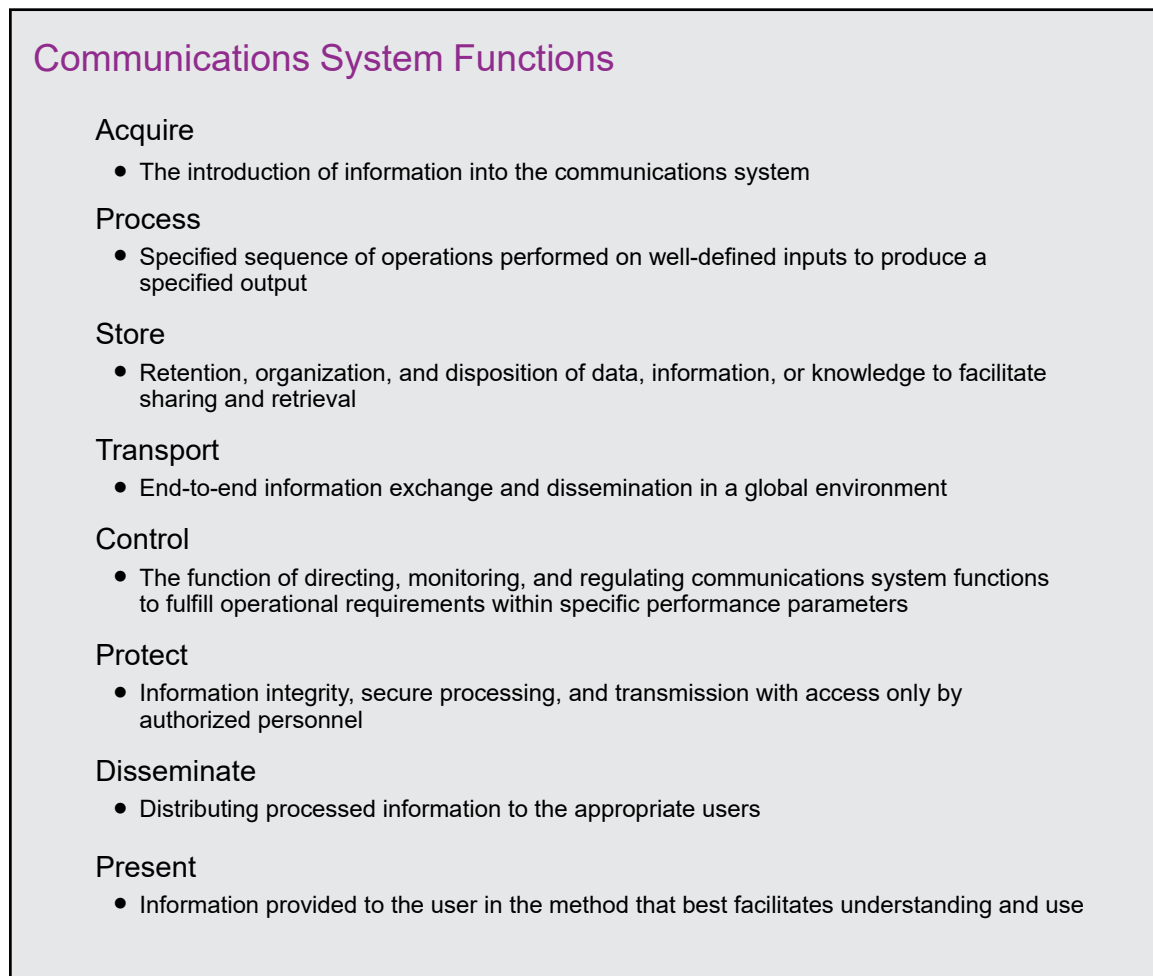 Communications System Functions
Acquire
• The introduction of information into the communications system
Process
• Specified sequence of operations performed on well-defined inputs to produce a
specified output
Store
• Retention, organization, and disposition of data, information, or knowledge to facilitate
sharing and retrieval
Transport
• End-to-end information exchange and dissemination in a global environment
Control
• The function of directing, monitoring, and regulating communications system functions
to fulfill operational requirements within specific performance parameters
Protect
• Information integrity, secure processing, and transmission with access only by
authorized personnel
Disseminate
• Distributing processed information to the appropriate users
Present
• Information provided to the user in the method that best facilitates understanding and use